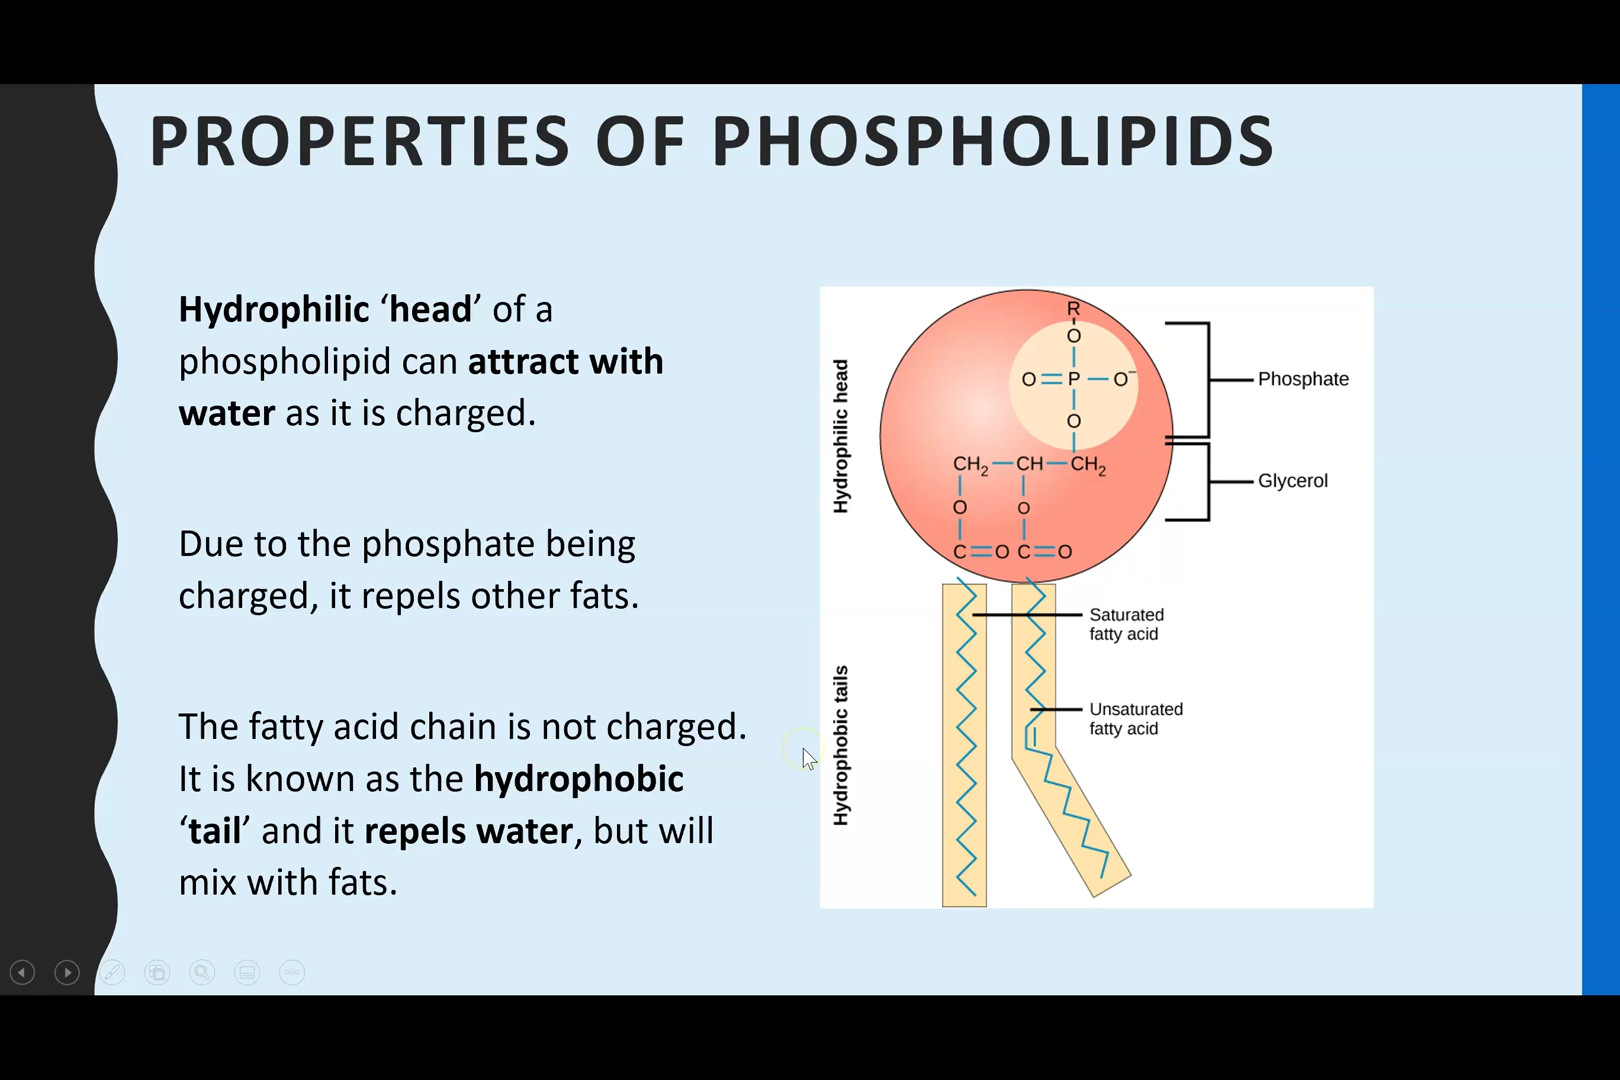 PROPERTIES OF PHOSPHOLIPIDS
Hydrophilic ‘head’ of a
phospholipid can attract with
water as it is charged.
Due to the phosphate being
charged, it repels other fats.
The fatty acid chain is not charged.
It is known as the hydrophobic
‘tail’ and it repels water, but will
mix with fats.
Hydrophilic head
Hydrophobic tails
R
O
O=P—O⁻
O
CH₂—CH—CH₂
O O
C=O C=O
Phosphate
Glycerol
Saturated
fatty acid
Unsaturated
fatty acid